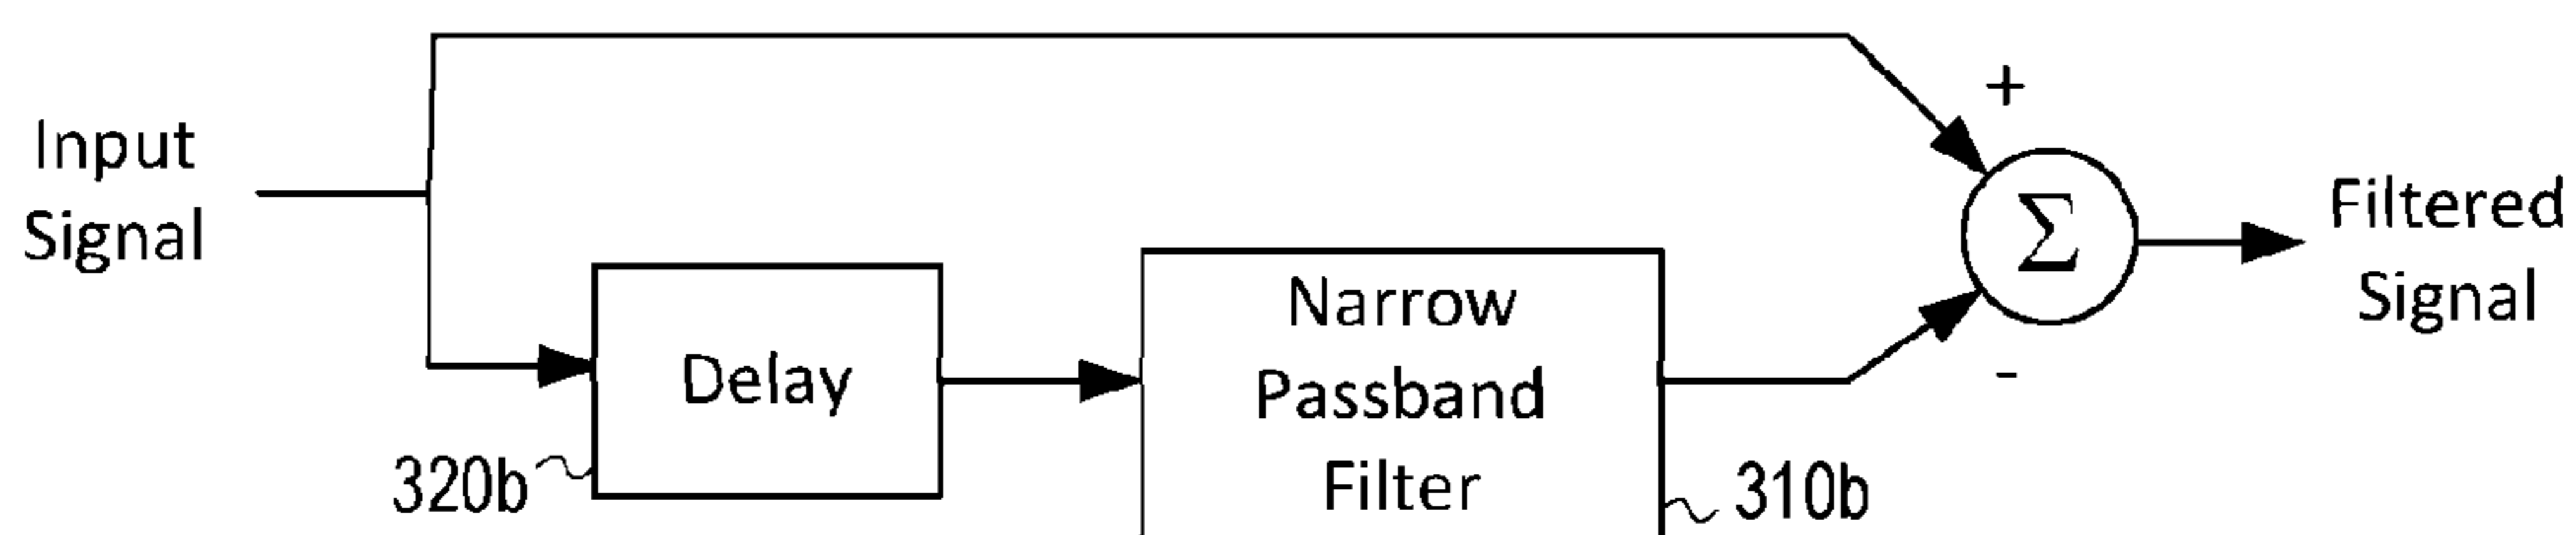 Input
Signal
+
Σ
Filtered
Signal
Delay
Narrow
Passband
Filter
-
320b
310b